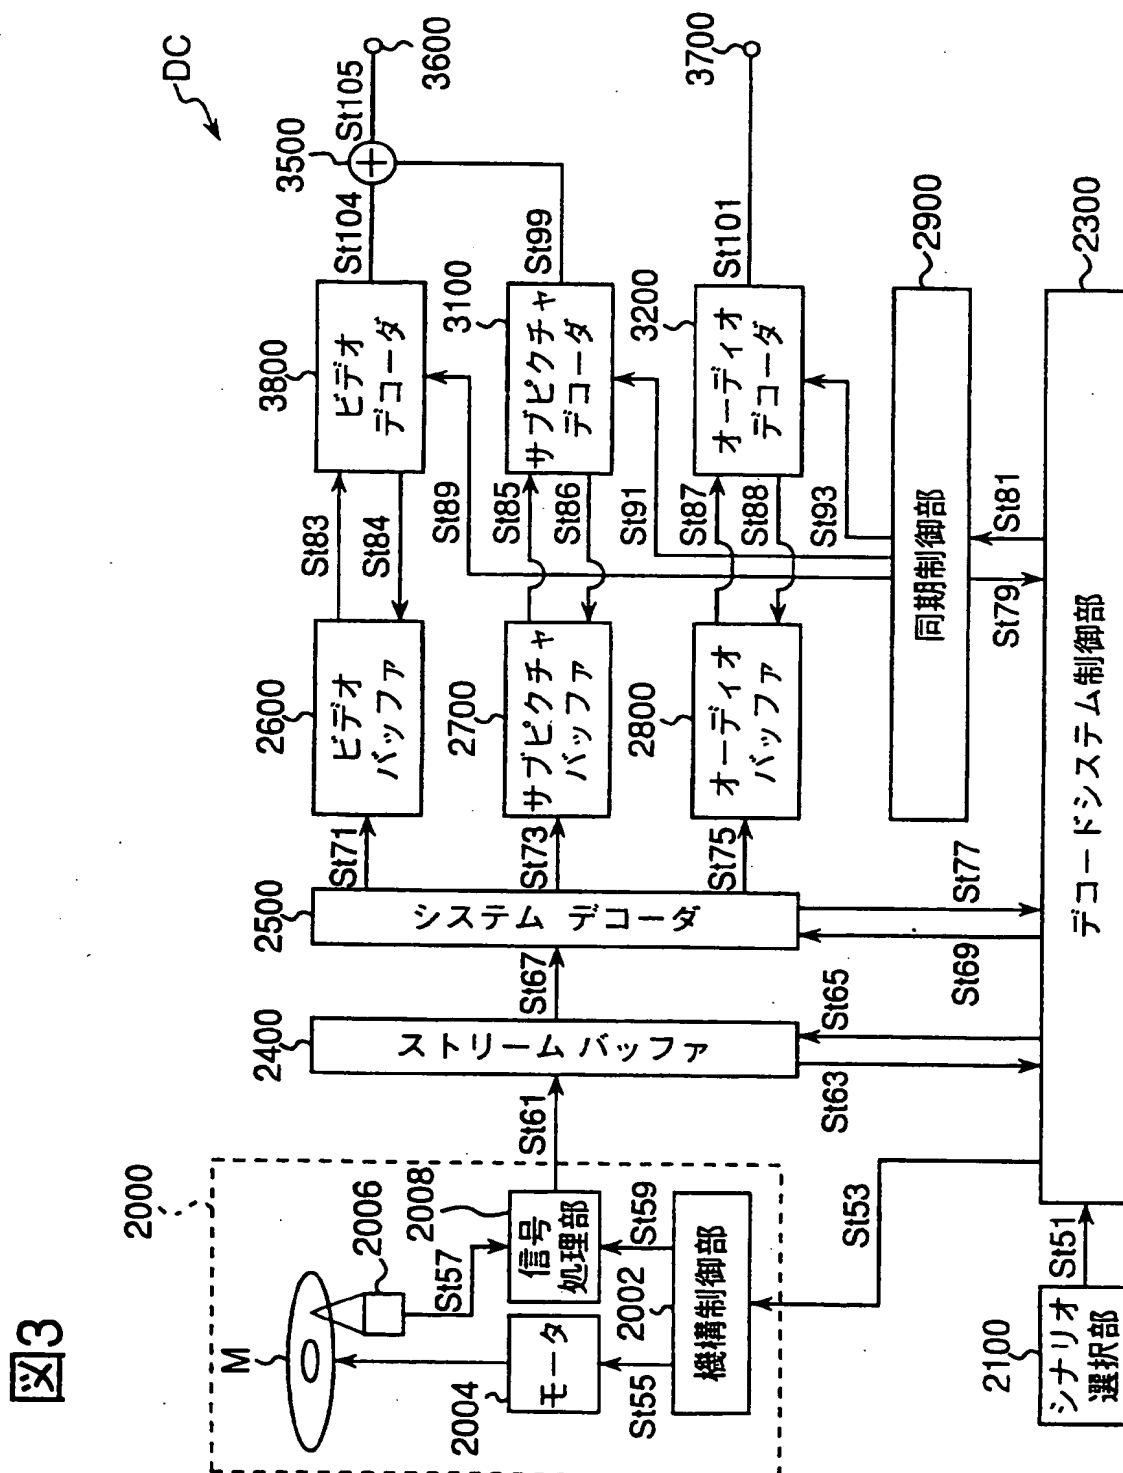 図3
DC
2000
M
2006
2008
2004
モータ
信号
処理部
St57
St55
St59
2002
機構制御部
St53
2100
シナリオ
選択部
St51
St61
2400
ストリーム バッファ
St63
St65
St67
2500
システム デコーダ
St69
St77
St71
St73
St75
2600
ビデオ
バッファ
2700
サブピクチャ
バッファ
2800
オーディオ
バッファ
St83
St84
St89
St85
St86
St91
St87
St88
St93
3800
ビデオ
デコーダ
3100
サブピクチャ
デコーダ
3200
オーディオ
デコーダ
St104
3500
St105
3600
St99
St101
3700
2900
同期制御部
St79
St81
2300
デコードシステム制御部